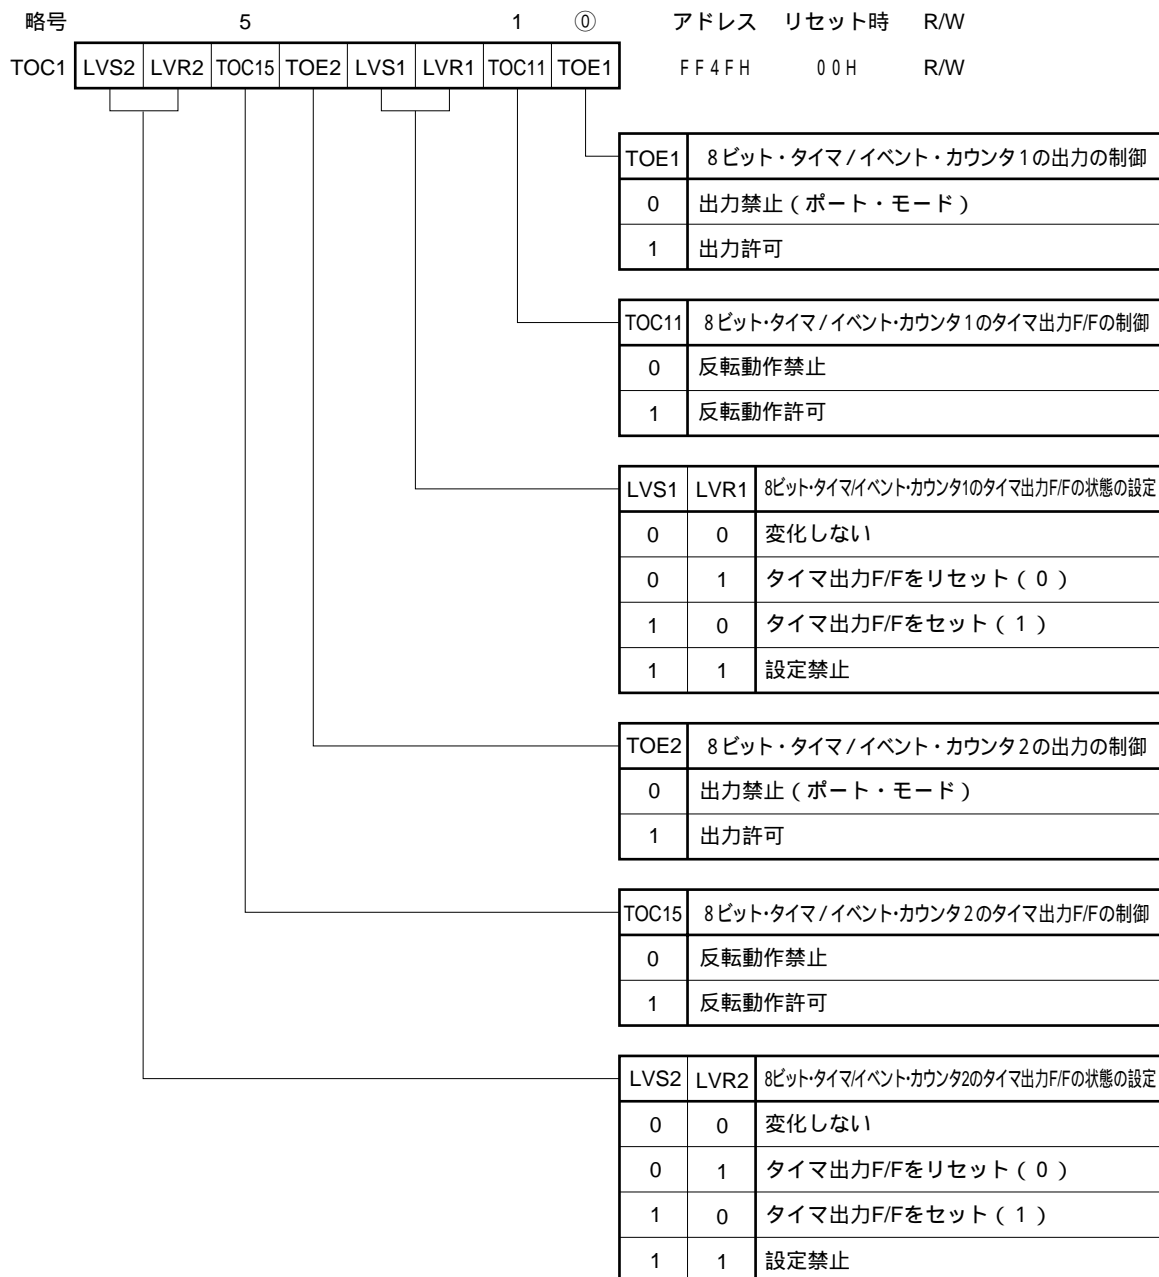 略号 5 1 ⓪ アドレス リセット時 R/W
TOC1 LVS2 LVR2 TOC15 TOE2 LVS1 LVR1 TOC11 TOE1 FF4FH 00H R/W
TOE1 8ビット・タイマ/イベント・カウンタ1の出力の制御
0 出力禁止(ポート・モード)
1 出力許可
TOC11 8ビット・タイマ/イベント・カウンタ1のタイマ出力F/Fの制御
0 反転動作禁止
1 反転動作許可
LVS1 LVR1 8ビット・タイマ/イベント・カウンタ1のタイマ出力F/Fの状態の設定
0 0 変化しない
0 1 タイマ出力F/Fをリセット(0)
1 0 タイマ出力F/Fをセット(1)
1 1 設定禁止
TOE2 8ビット・タイマ/イベント・カウンタ2の出力の制御
0 出力禁止(ポート・モード)
1 出力許可
TOC15 8ビット・タイマ/イベント・カウンタ2のタイマ出力F/Fの制御
0 反転動作禁止
1 反転動作許可
LVS2 LVR2 8ビット・タイマ/イベント・カウンタ2のタイマ出力F/Fの状態の設定
0 0 変化しない
0 1 タイマ出力F/Fをリセット(0)
1 0 タイマ出力F/Fをセット(1)
1 1 設定禁止